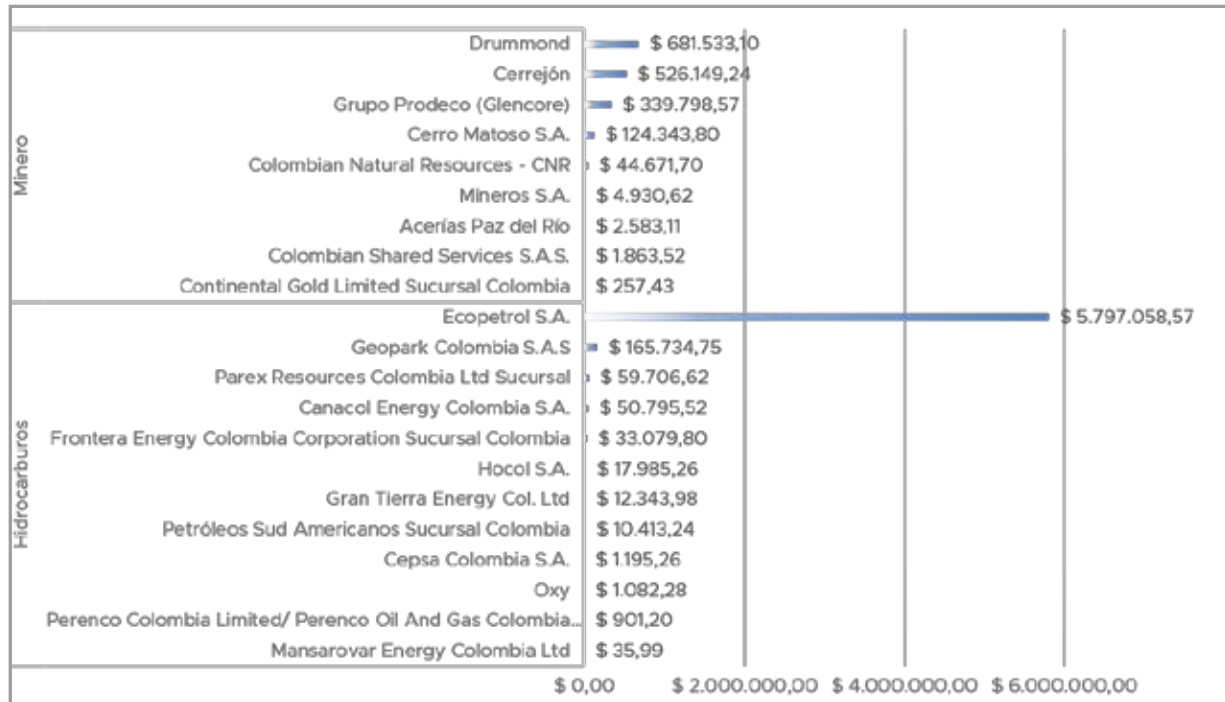 Minero
Drummond $ 681.533,10
Cerrejón $ 526.149,24
Grupo Prodeco (Glencore) $ 339.798,57
Cerro Matoso S.A. $ 124.343,80
Colombian Natural Resources - CNR $ 44.671,70
Mineros S.A. $ 4.930,62
Acerías Paz del Río $ 2.583,11
Colombian Shared Services S.A.S. $ 1.863,52
Continental Gold Limited Sucursal Colombia $ 257,43
Hidrocarburos
Ecopetrol S.A. $ 5.797.058,57
Geopark Colombia S.A.S $ 165.734,75
Parex Resources Colombia Ltd Sucursal $ 59.706,62
Canacol Energy Colombia S.A. $ 50.795,52
Frontera Energy Colombia Corporation Sucursal Colombia $ 33.079,80
Hocol S.A. $ 17.985,26
Gran Tierra Energy Col. Ltd $ 12.343,98
Petróleos Sud Americanos Sucursal Colombia $ 10.413,24
Cepsa Colombia S.A. $ 1.195,26
Oxy $ 1.082,28
Perenco Colombia Limited/ Perenco Oil And Gas Colombia... $ 901,20
Mansarovar Energy Colombia Ltd $ 35,99
$ 0,00 $ 2.000.000,00 $ 4.000.000,00 $ 6.000.000,00